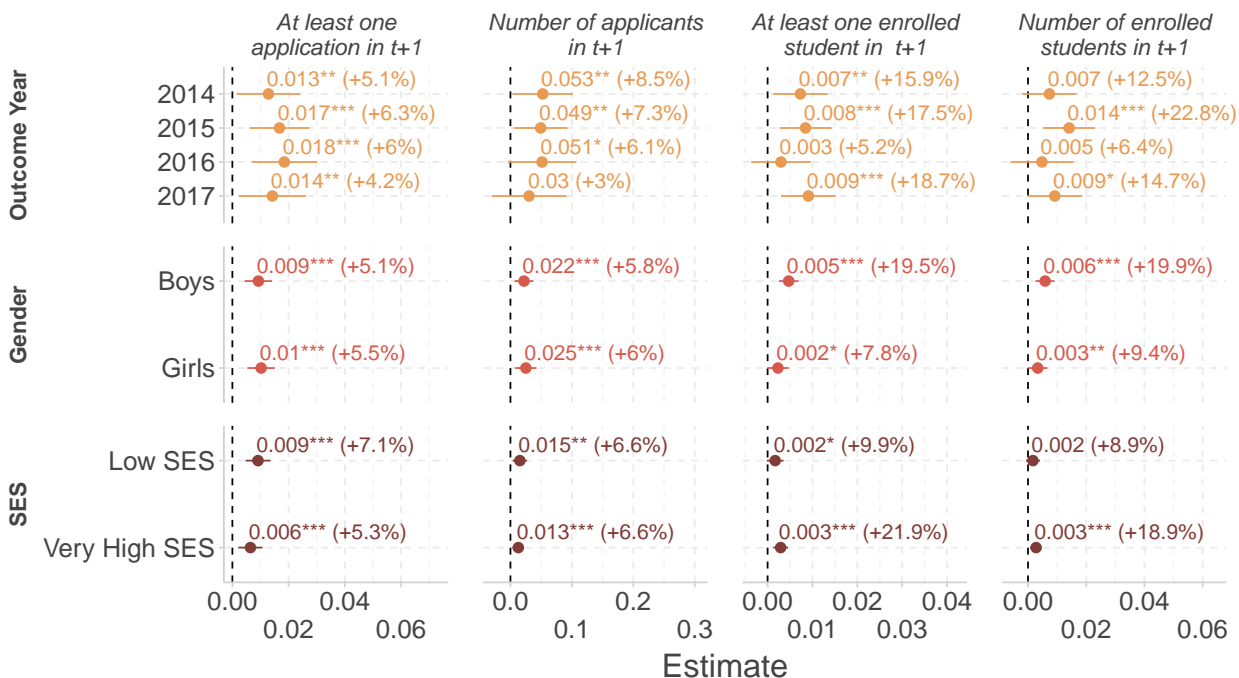 At least one application in t+1
Number of applicants in t+1
At least one enrolled student in t+1
Number of enrolled students in t+1
Outcome Year
2014
0.013** (+5.1%)
0.053** (+8.5%)
0.007** (+15.9%)
0.007 (+12.5%)
2015
0.017*** (+6.3%)
0.049** (+7.3%)
0.008*** (+17.5%)
0.014*** (+22.8%)
2016
0.018*** (+6%)
0.051* (+6.1%)
0.003 (+5.2%)
0.005 (+6.4%)
2017
0.014** (+4.2%)
0.03 (+3%)
0.009*** (+18.7%)
0.009* (+14.7%)
Gender
Boys
0.009*** (+5.1%)
0.022*** (+5.8%)
0.005*** (+19.5%)
0.006*** (+19.9%)
Girls
0.01*** (+5.5%)
0.025*** (+6%)
0.002* (+7.8%)
0.003** (+9.4%)
SES
Low SES
0.009*** (+7.1%)
0.015** (+6.6%)
0.002* (+9.9%)
0.002 (+8.9%)
Very High SES
0.006*** (+5.3%)
0.013*** (+6.6%)
0.003*** (+21.9%)
0.003*** (+18.9%)
0.00 0.04 0.0 0.2 0.00 0.02 0.04 0.00 0.04
0.02 0.06 0.1 0.3 0.01 0.03 0.02 0.06
Estimate